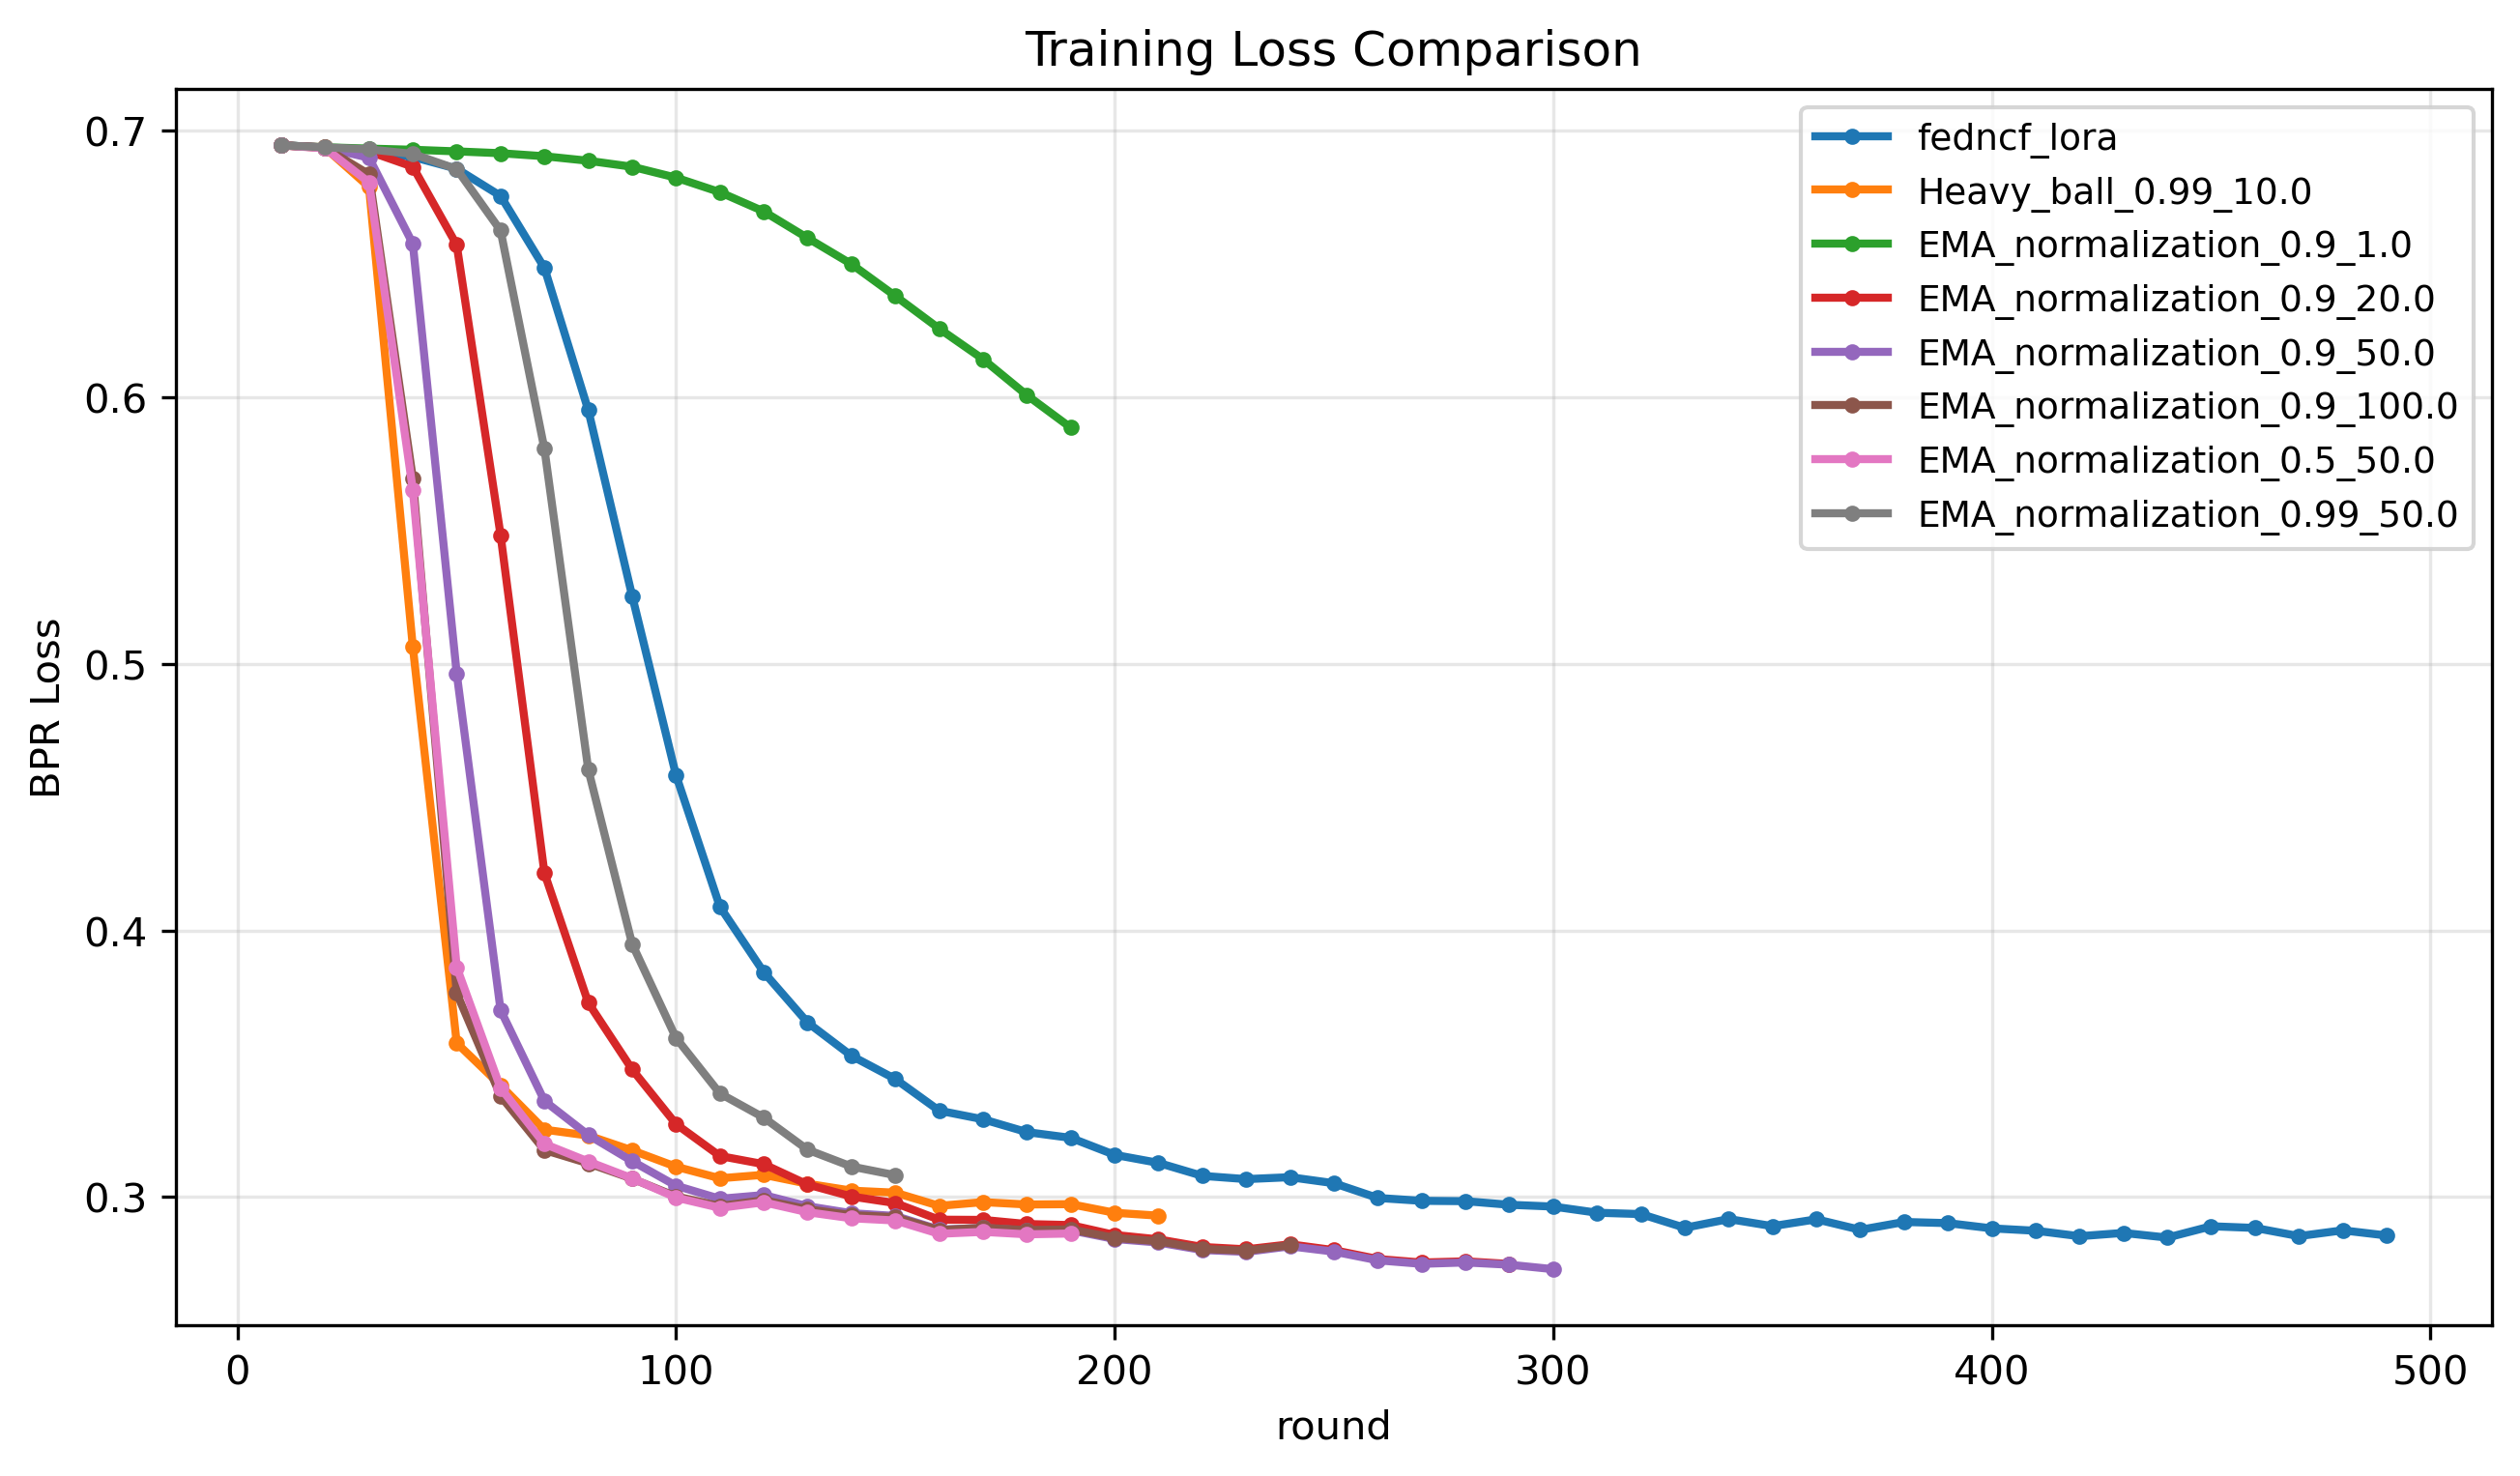 Training Loss Comparison
BPR Loss
0.7
0.6
0.5
0.4
0.3
fedncf_lora
Heavy_ball_0.99_10.0
EMA_normalization_0.9_1.0
EMA_normalization_0.9_20.0
EMA_normalization_0.9_50.0
EMA_normalization_0.9_100.0
EMA_normalization_0.5_50.0
EMA_normalization_0.99_50.0
0 100 200 300 400 500
round